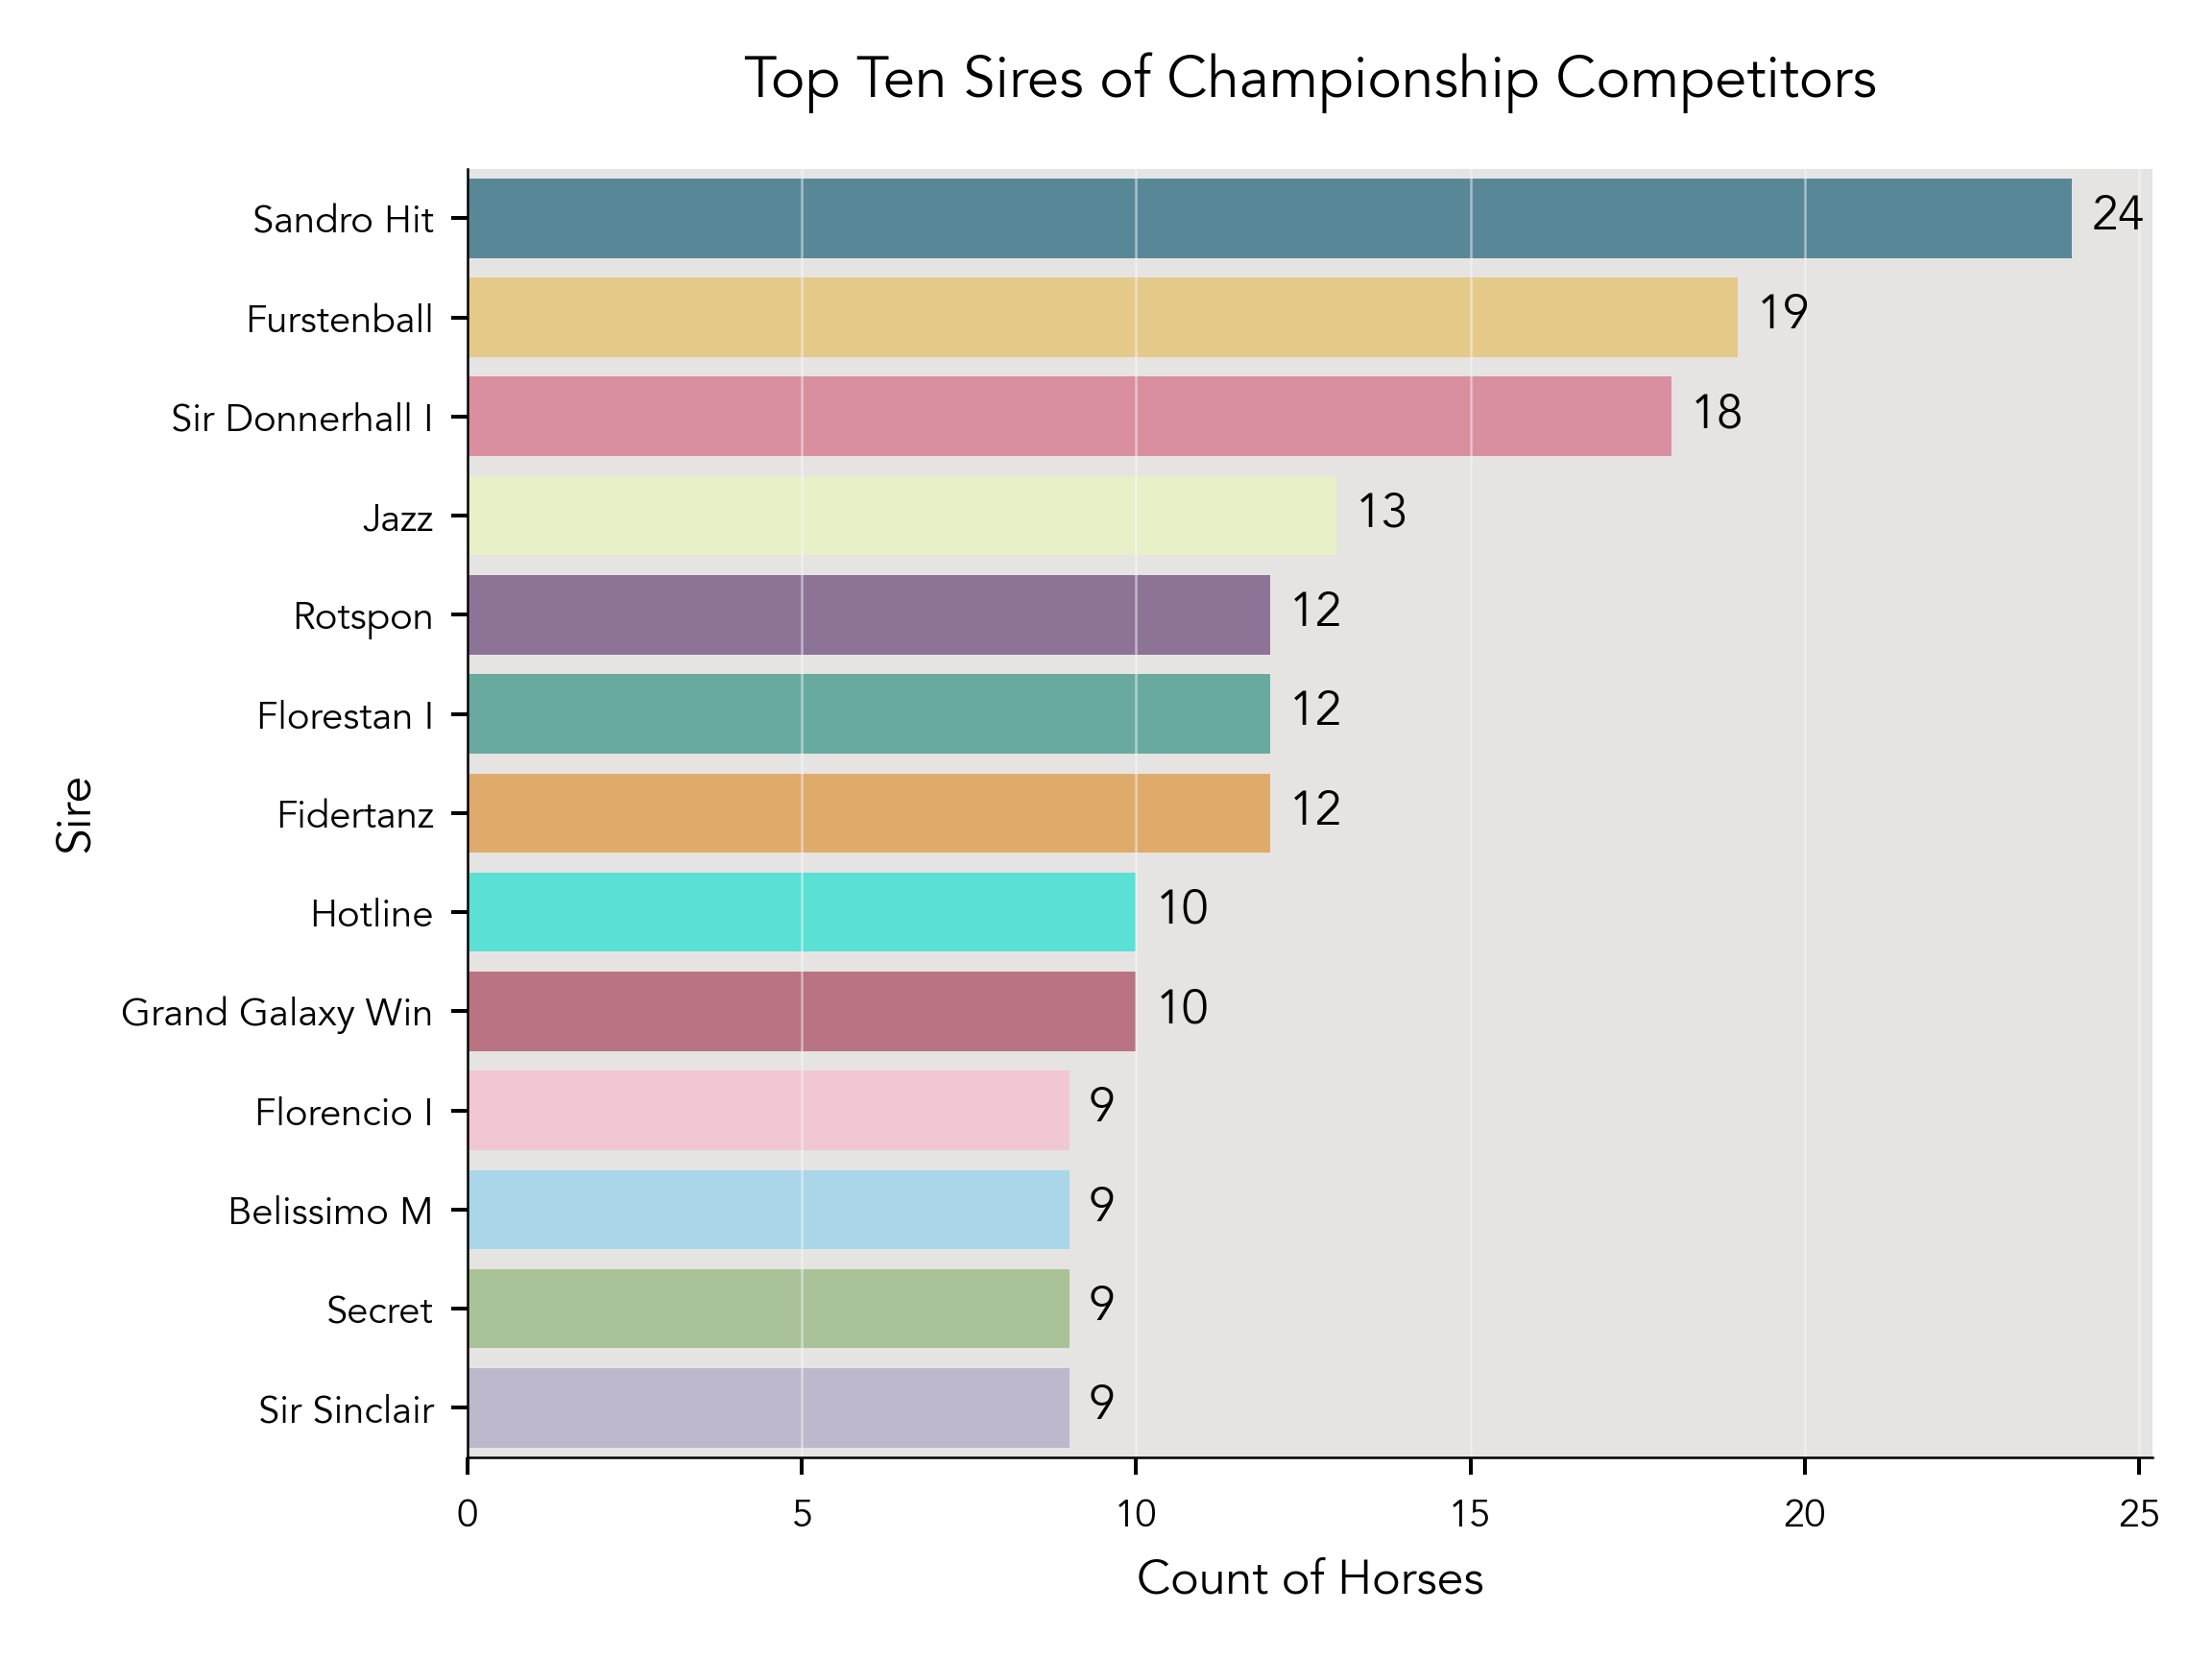 Top Ten Sires of Championship Competitors
Sandro Hit 24
Furstenball 19
Sir Donnerhall I 18
Jazz 13
Rotspon 12
Florestan I 12
Fidertanz 12
Hotline 10
Grand Galaxy Win 10
Florencio I 9
Belissimo M 9
Secret 9
Sir Sinclair 9
Sire
0 5 10 15 20 25
Count of Horses